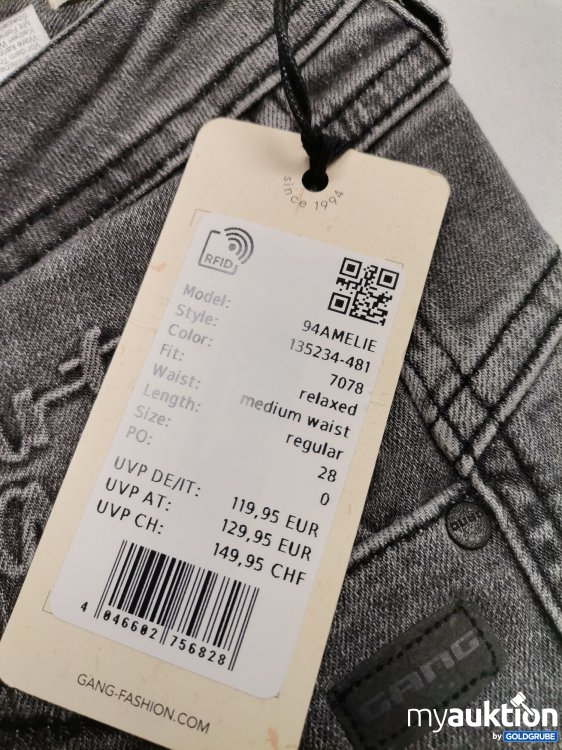 since 1994
RFID
Model: 94AMELIE
Style: 135234-481
Color: 7078
Fit: relaxed
Waist: medium waist
Length: regular
Size: 28
PO: 0
UVP DE/IT: 119,95 EUR
UVP AT: 129,95 EUR
UVP CH: 149,95 CHF
4 046602 756828
GANG-FASHION.COM
GANG
myauktion
by GOLDGRUBE